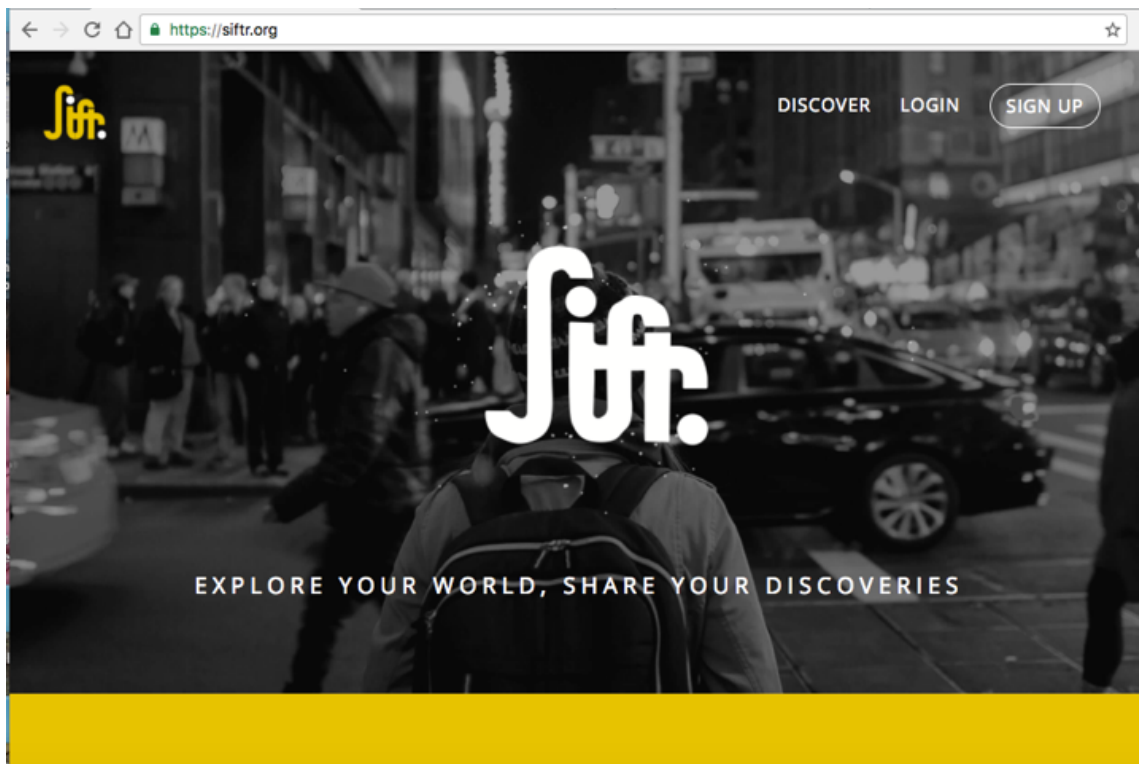 https://siftr.org
Siftr.
DISCOVER LOGIN SIGN UP
Siftr.
EXPLORE YOUR WORLD, SHARE YOUR DISCOVERIES